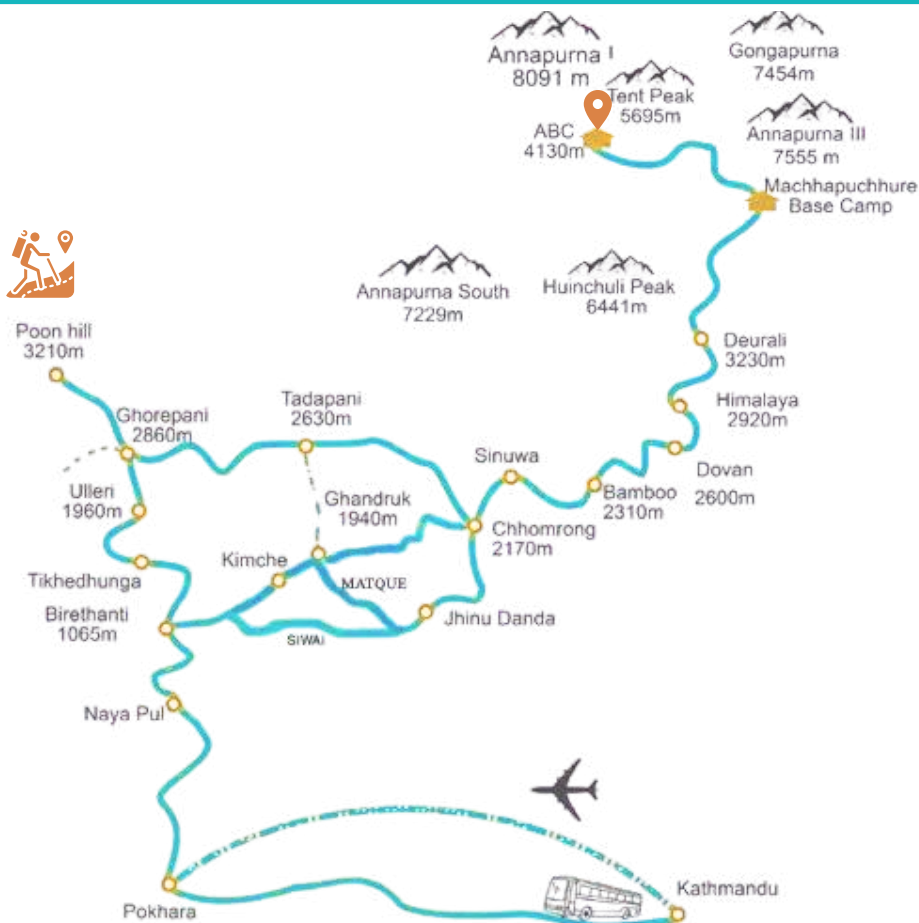 Annapurna I
8091 m
Gongapurna
7454m
Tent Peak
5695m
ABC
4130m
Annapurna III
7555 m
Machhapuchhure
Base Camp
Annapurna South
7229m
Huinchuli Peak
6441m
Poon hill
3210m
Deurali
3230m
Tadapani
2630m
Himalaya
2920m
Ghorepani
2860m
Sinuwa
Dovan
2600m
Ulleri
1960m
Ghandruk
1940m
Bamboo
2310m
Chhomrong
2170m
Kimche
MATQUE
Tikhedhunga
Birethanti
1065m
Jhinu Danda
SIWAI
Naya Pul
Kathmandu
Pokhara